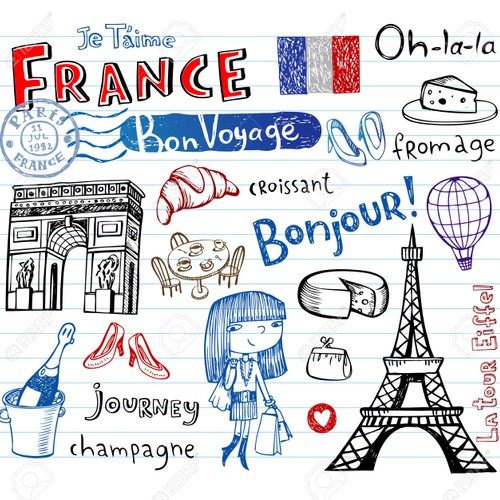 Je T'aime
FRANCE
Oh-la-la
PARIS
11
JUL
1982
FRANCE
Bon Voyage
fromage
croissant
Bonjour!
La tour Eiffel
journey
champagne